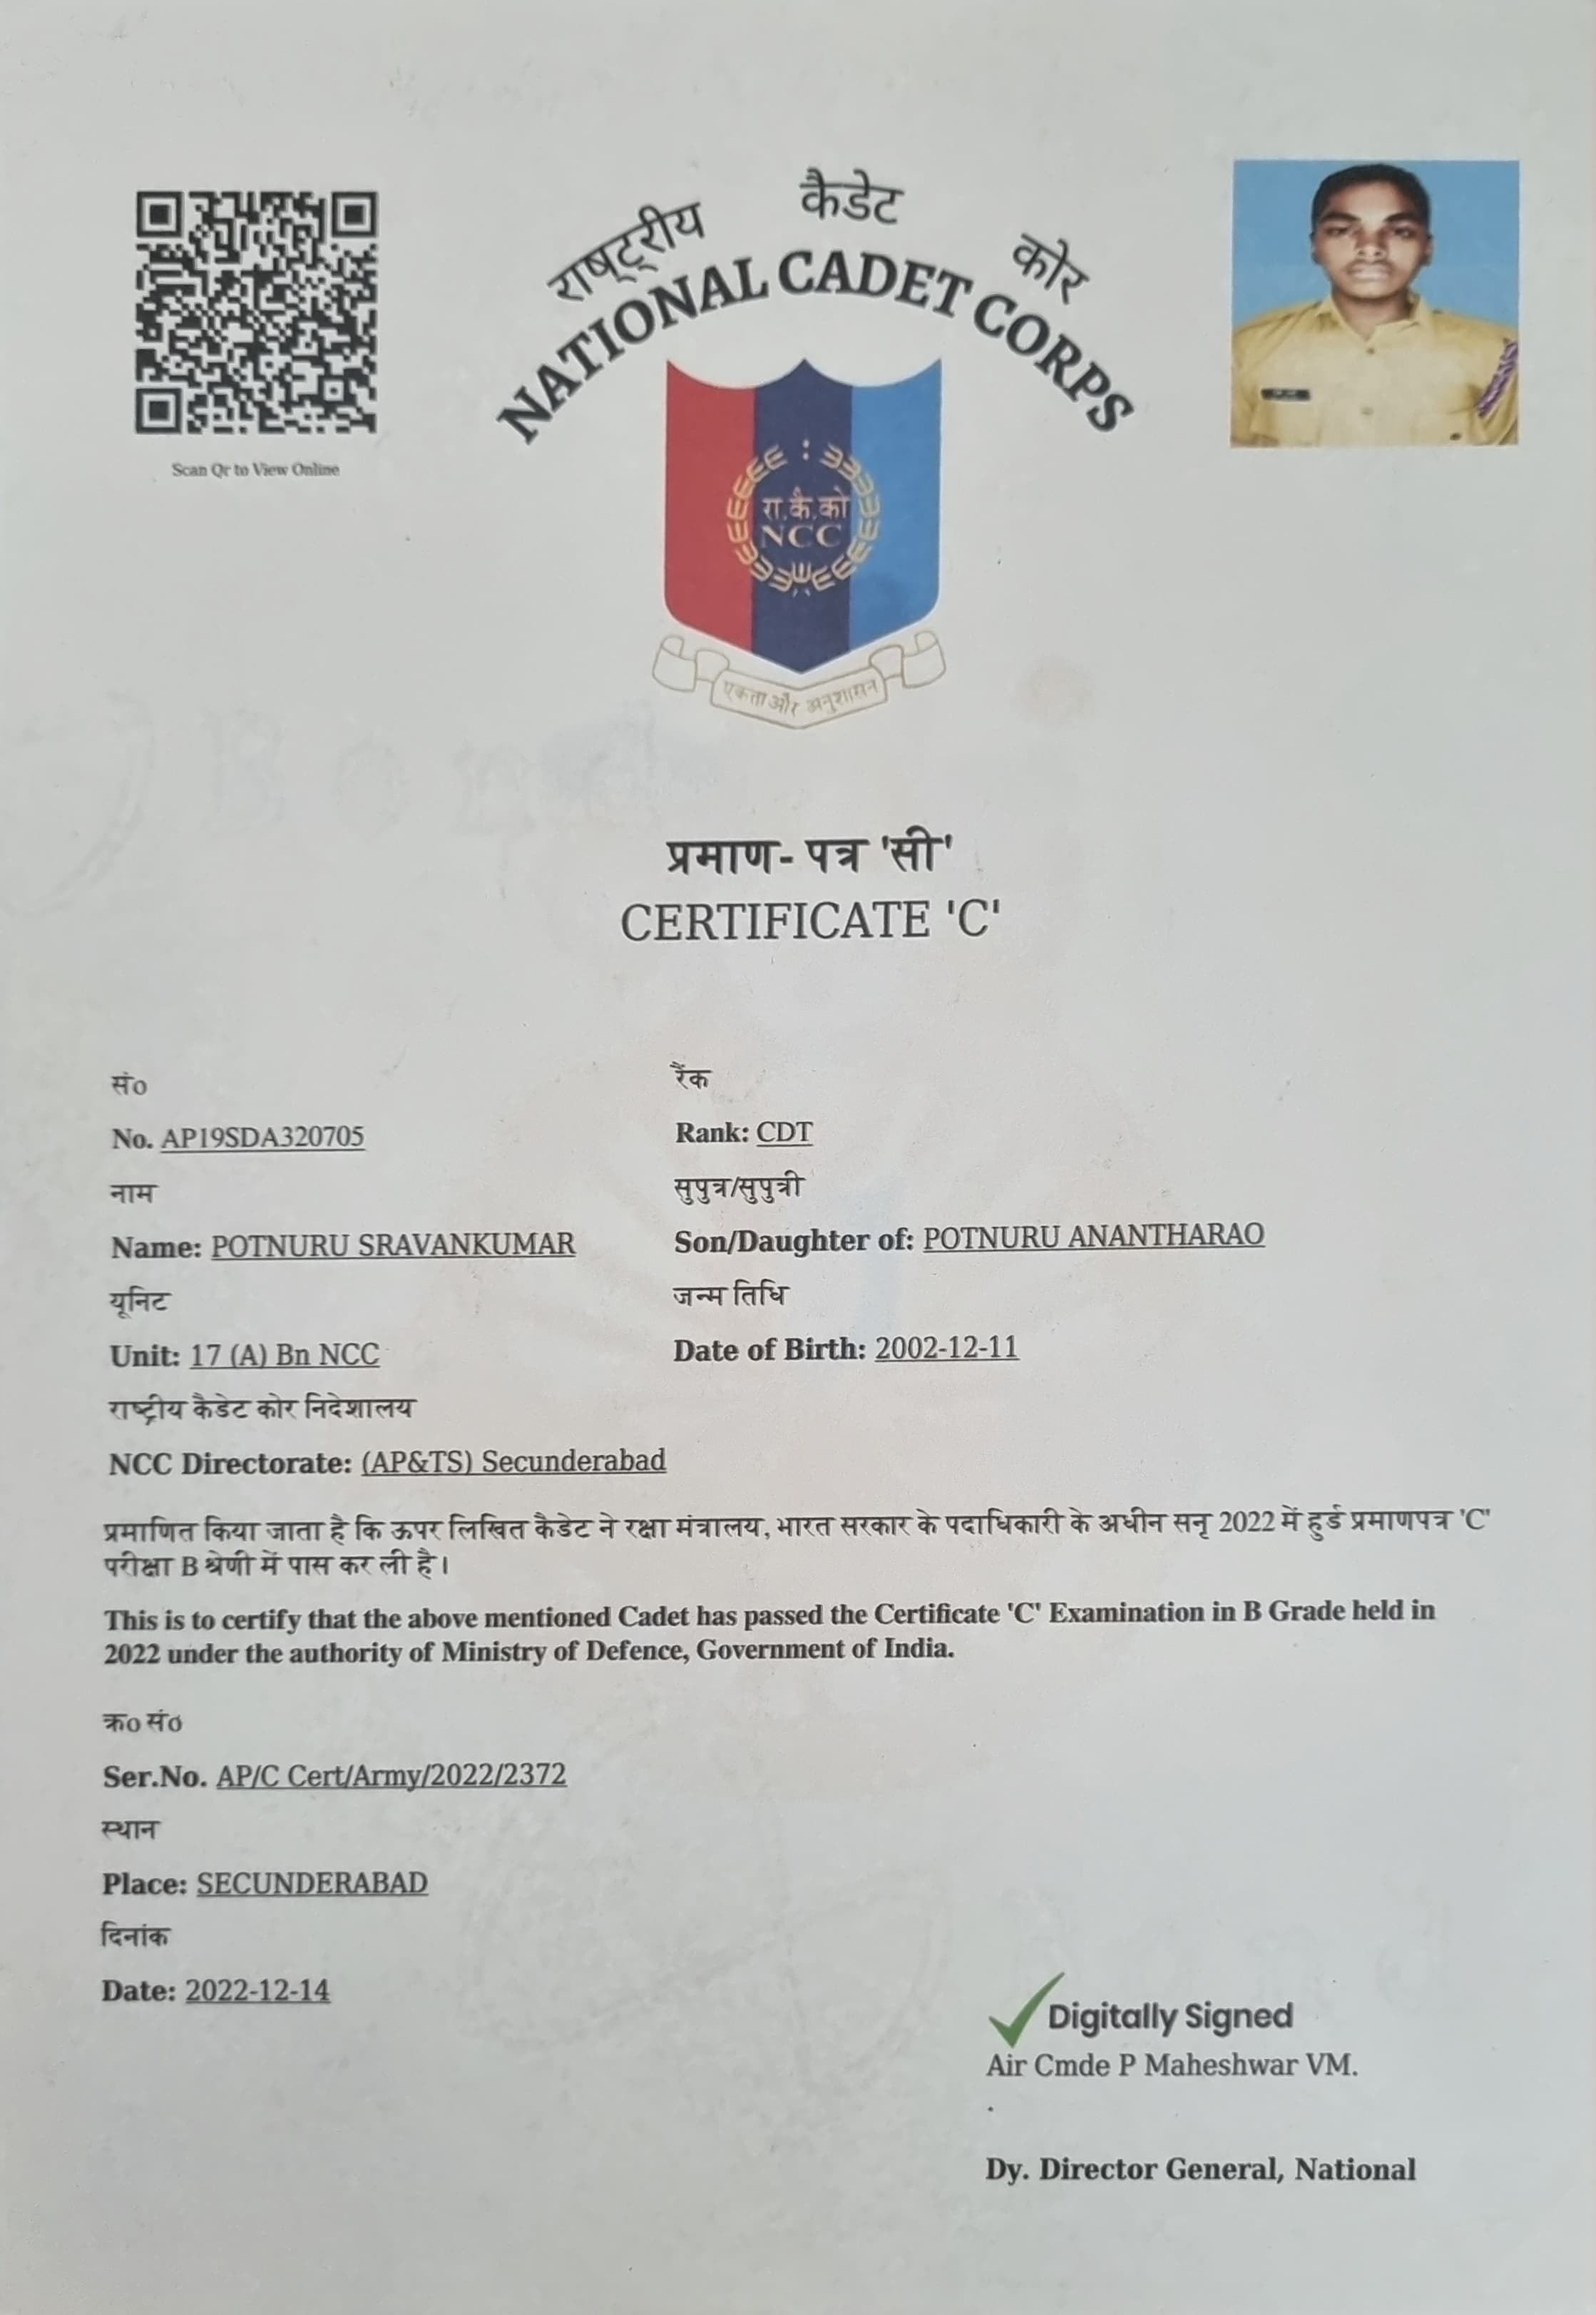 राष्ट्रीय कैडेट कोर
NATIONAL CADET CORPS
Scan Qr to View Online
रा.कै.को
NCC
एकता और अनुशासन
प्रमाण- पत्र 'सी'
CERTIFICATE 'C'
सं० रैंक
No. AP19SDA320705 Rank: CDT
नाम सुपुत्र/सुपुत्री
Name: POTNURU SRAVANKUMAR Son/Daughter of: POTNURU ANANTHARAO
यूनिट जन्म तिथि
Unit: 17 (A) Bn NCC Date of Birth: 2002-12-11
राष्ट्रीय कैडेट कोर निदेशालय
NCC Directorate: (AP&TS) Secunderabad
प्रमाणित किया जाता है कि ऊपर लिखित कैडेट ने रक्षा मंत्रालय, भारत सरकार के पदाधिकारी के अधीन सनृ 2022 में हुई प्रमाणपत्र 'C'
परीक्षा B श्रेणी में पास कर ली है।
This is to certify that the above mentioned Cadet has passed the Certificate 'C' Examination in B Grade held in
2022 under the authority of Ministry of Defence, Government of India.
क्र० सं०
Ser.No. AP/C Cert/Army/2022/2372
स्थान
Place: SECUNDERABAD
दिनांक
Date: 2022-12-14
Digitally Signed
Air Cmde P Maheshwar VM.
.
Dy. Director General, National